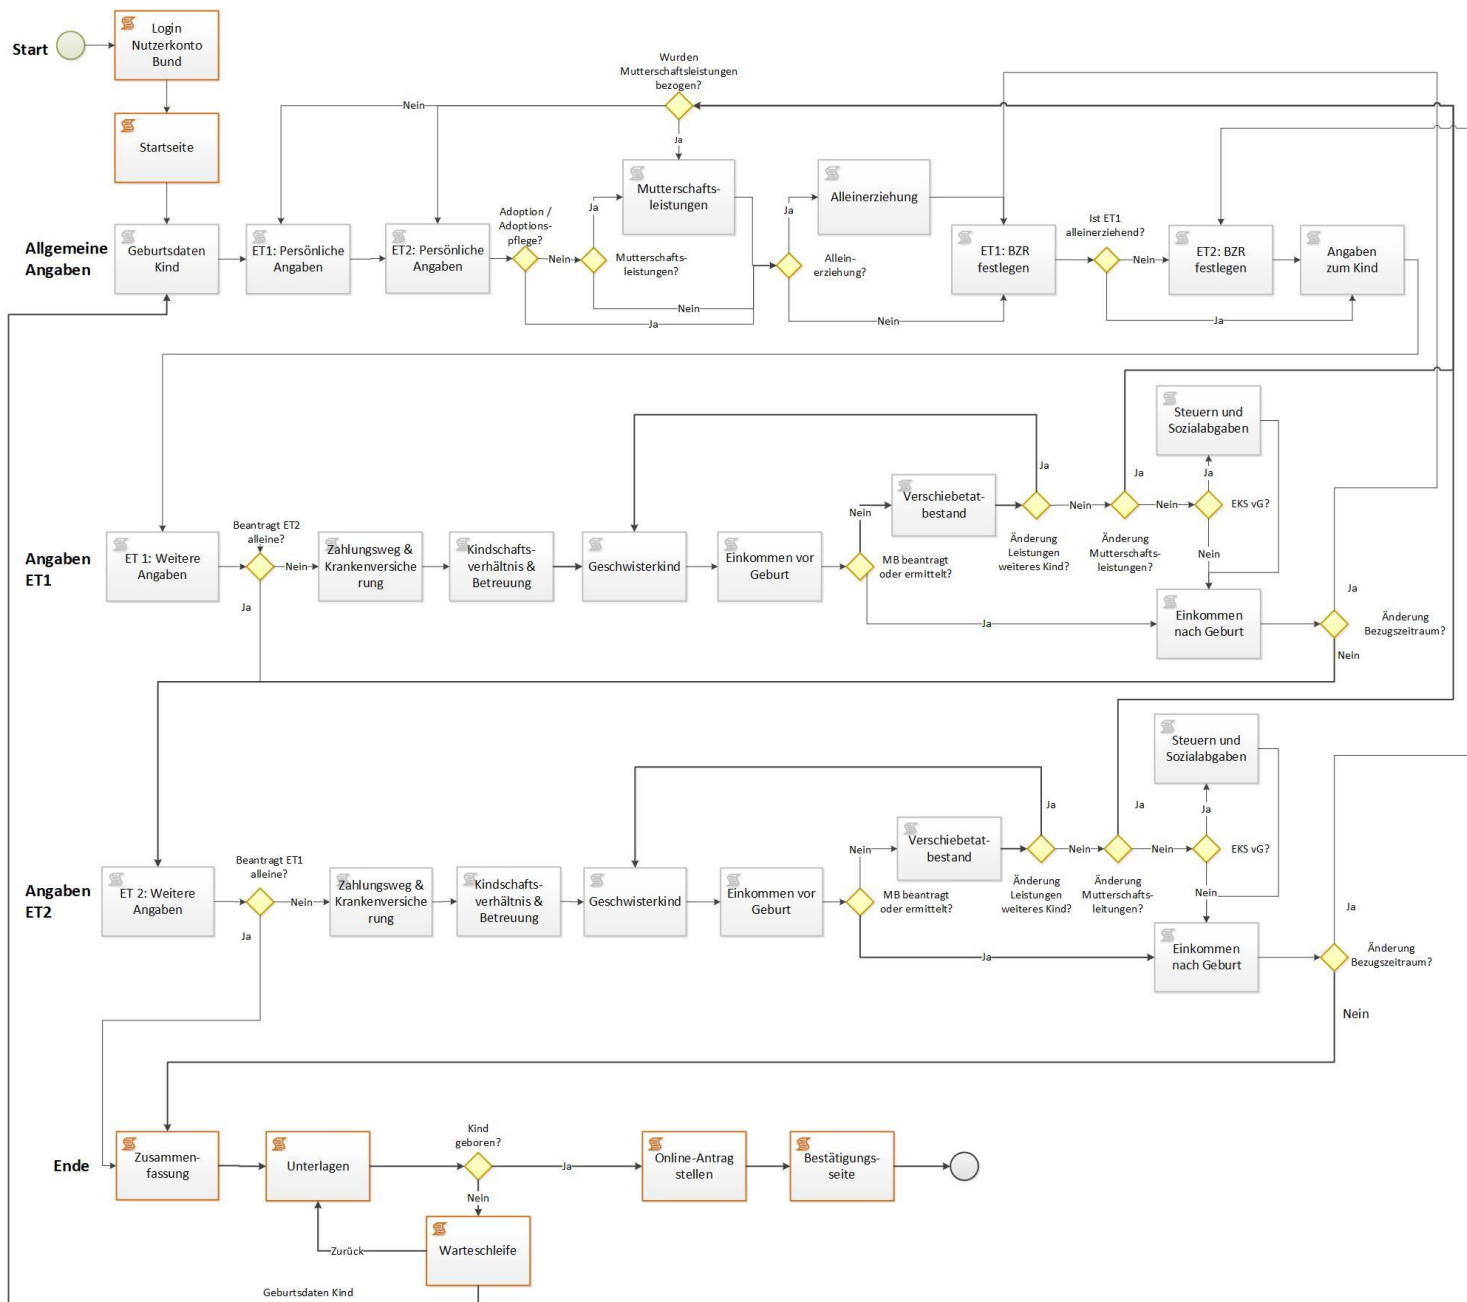 Start
Login
Nutzerkonto
Bund
Startseite
Wurden
Mutterschaftsleistungen
bezogen?
Nein
Ja
Allgemeine
Angaben
Geburtsdaten
Kind
ET1: Persönliche
Angaben
ET2: Persönliche
Angaben
Adoption /
Adoptions-
pflege?
Nein
Ja
Ja
Mutterschafts-
leistungen?
Nein
Mutterschafts-
leistungen
Allein-
erziehung?
Ja
Nein
Alleinerziehung
ET1: BZR
festlegen
Ist ET1
alleinerziehend?
Nein
Ja
ET2: BZR
festlegen
Angaben
zum Kind
Angaben
ET1
ET 1: Weitere
Angaben
Beantragt ET2
alleine?
Nein
Ja
Zahlungsweg &
Krankenversiche
rung
Kindschafts-
verhältnis &
Betreuung
Geschwisterkind
Einkommen vor
Geburt
Nein
MB beantragt
oder ermittelt?
Ja
Verschiebetat-
bestand
Ja
Nein
Änderung
Leistungen
weiteres Kind?
Ja
Nein
Änderung
Mutterschafts-
leistungen?
Steuern und
Sozialabgaben
Ja
EKS vG?
Nein
Einkommen
nach Geburt
Ja
Änderung
Bezugszeitraum?
Nein
Angaben
ET2
ET 2: Weitere
Angaben
Beantragt ET1
alleine?
Nein
Ja
Zahlungsweg &
Krankenversiche
rung
Kindschafts-
verhältnis &
Betreuung
Geschwisterkind
Einkommen vor
Geburt
Nein
MB beantragt
oder ermittelt?
Ja
Verschiebetat-
bestand
Ja
Nein
Änderung
Leistungen
weiteres Kind?
Ja
Nein
Änderung
Mutterschafts-
leitungen?
Steuern und
Sozialabgaben
Ja
EKS vG?
Nein
Einkommen
nach Geburt
Ja
Änderung
Bezugszeitraum?
Nein
Ende
Zusammen-
fassung
Unterlagen
Kind
geboren?
Ja
Nein
Online-Antrag
stellen
Bestätigungs-
seite
Warteschleife
Zurück
Geburtsdaten Kind